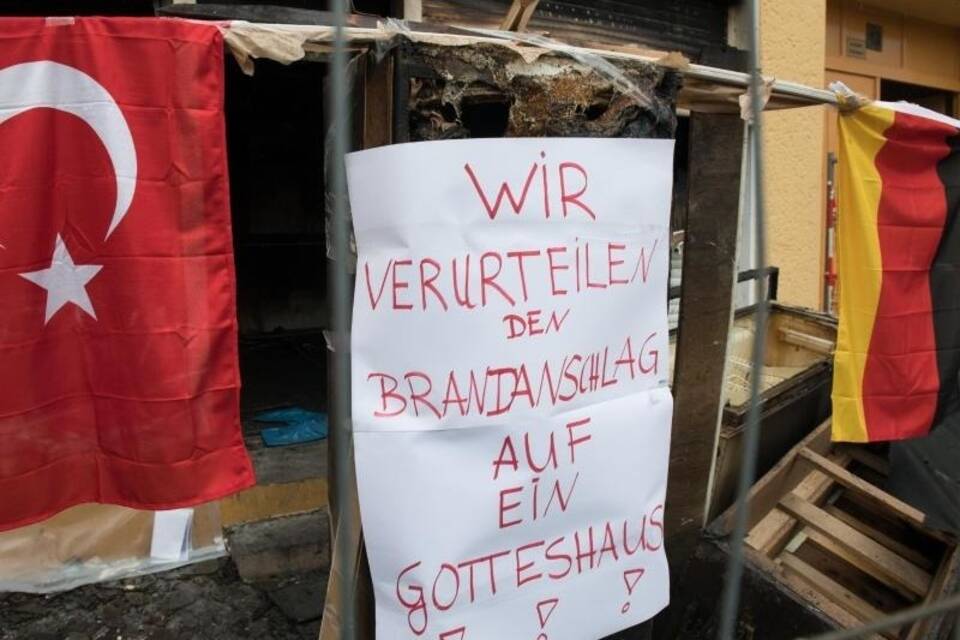 WIR
VERURTEILEN
DEN
BRANDANSCHLAG
AUF
EIN
GOTTESHAUS
! ! !